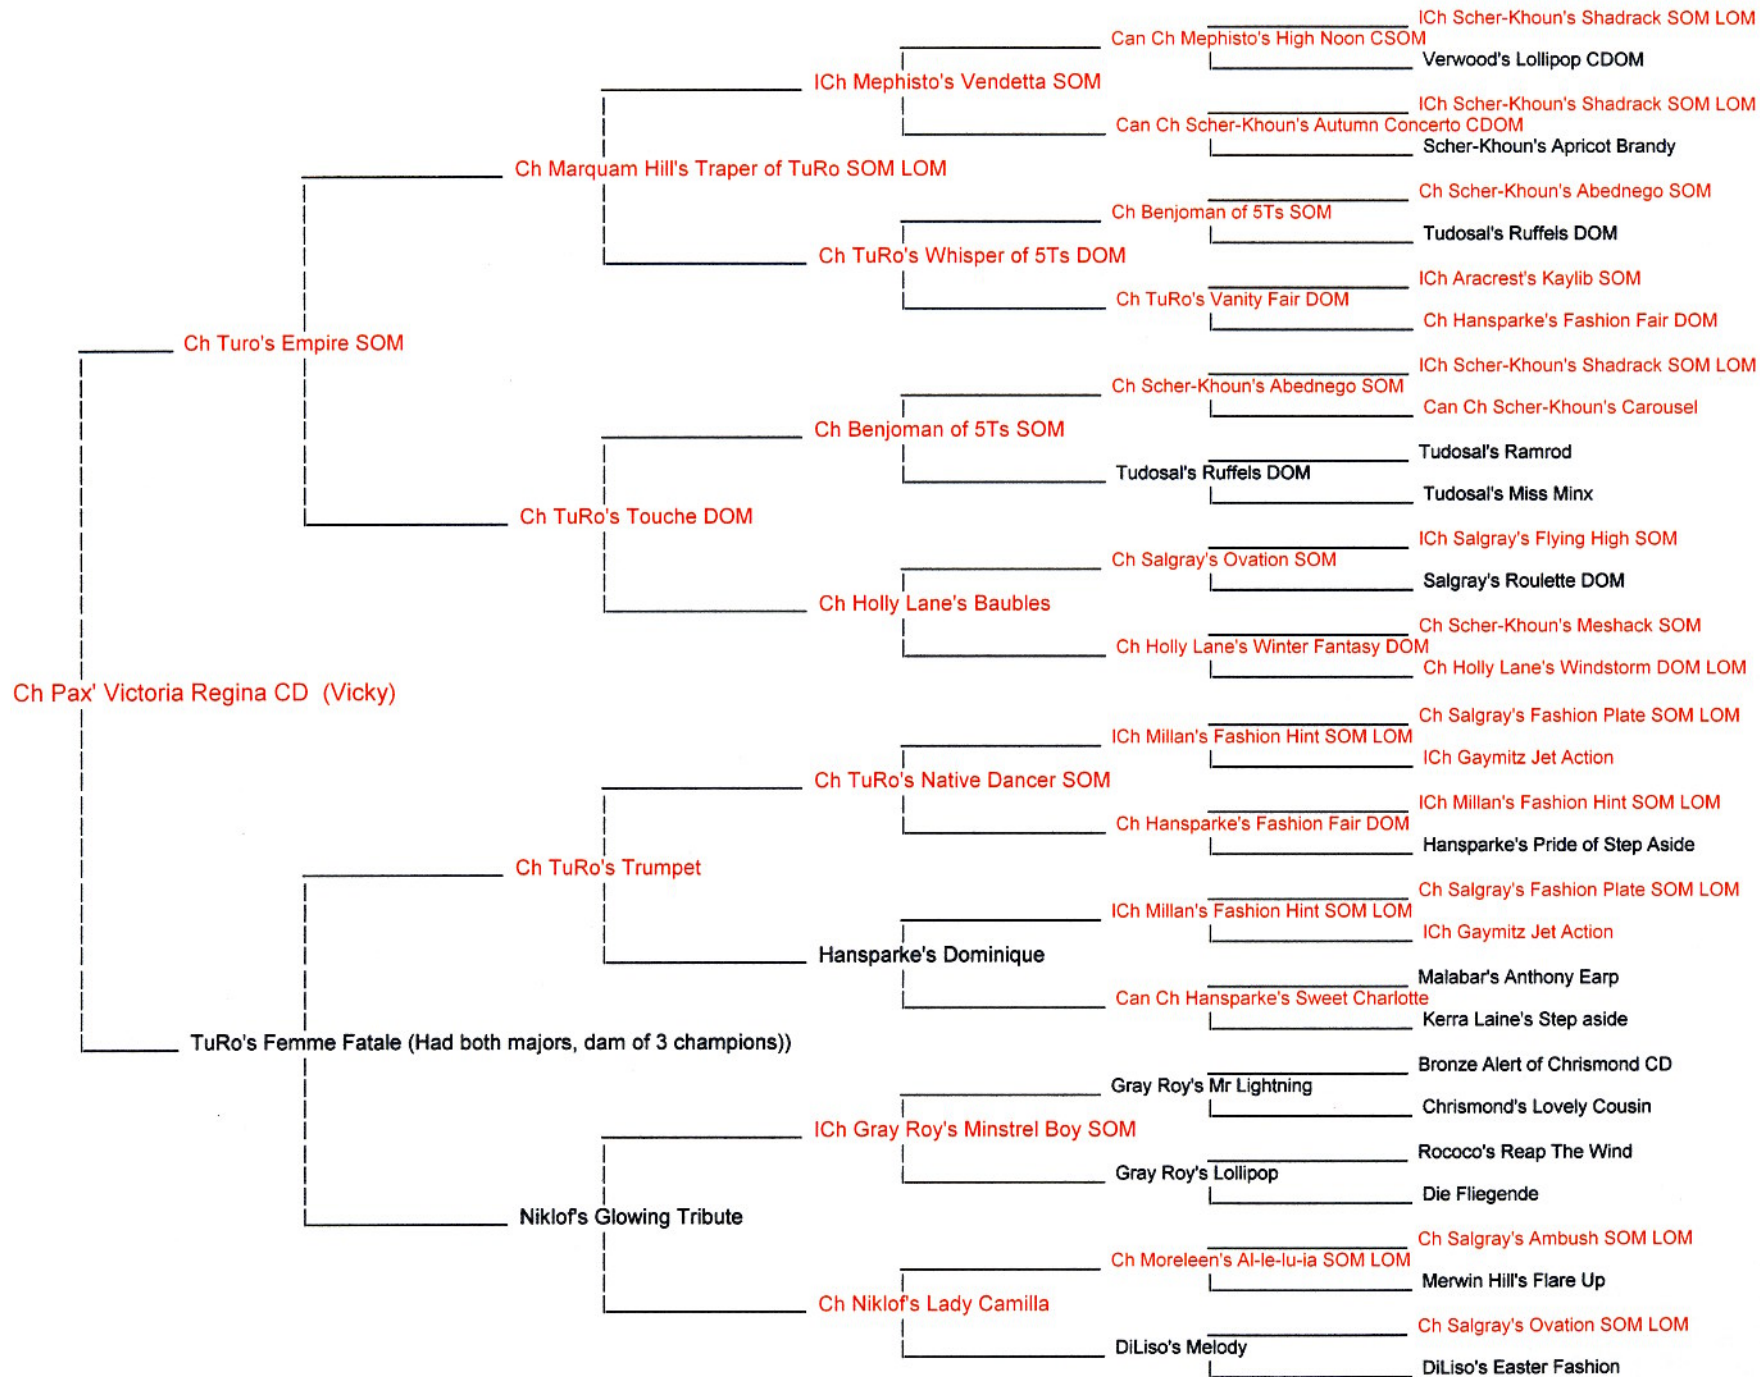 ICh Scher-Khoun's Shadrack SOM LOM
Can Ch Mephisto's High Noon CSOM
Verwood's Lollipop CDOM
ICh Mephisto's Vendetta SOM
ICh Scher-Khoun's Shadrack SOM LOM
Can Ch Scher-Khoun's Autumn Concerto CDOM
Scher-Khoun's Apricot Brandy
Ch Marquam Hill's Traper of TuRo SOM LOM
Ch Scher-Khoun's Abednego SOM
Ch Benjoman of 5Ts SOM
Tudosal's Ruffels DOM
Ch TuRo's Whisper of 5Ts DOM
ICh Aracrest's Kaylib SOM
Ch TuRo's Vanity Fair DOM
Ch Hansparke's Fashion Fair DOM
Ch Turo's Empire SOM
ICh Scher-Khoun's Shadrack SOM LOM
Ch Scher-Khoun's Abednego SOM
Can Ch Scher-Khoun's Carousel
Ch Benjoman of 5Ts SOM
Tudosal's Ramrod
Tudosal's Ruffels DOM
Tudosal's Miss Minx
Ch TuRo's Touche DOM
ICh Salgray's Flying High SOM
Ch Salgray's Ovation SOM
Salgray's Roulette DOM
Ch Holly Lane's Baubles
Ch Scher-Khoun's Meshack SOM
Ch Holly Lane's Winter Fantasy DOM
Ch Holly Lane's Windstorm DOM LOM
Ch Pax' Victoria Regina CD (Vicky)
Ch Salgray's Fashion Plate SOM LOM
ICh Millan's Fashion Hint SOM LOM
ICh Gaymitz Jet Action
Ch TuRo's Native Dancer SOM
ICh Millan's Fashion Hint SOM LOM
Ch Hansparke's Fashion Fair DOM
Hansparke's Pride of Step Aside
Ch TuRo's Trumpet
Ch Salgray's Fashion Plate SOM LOM
ICh Millan's Fashion Hint SOM LOM
ICh Gaymitz Jet Action
Hansparke's Dominique
Malabar's Anthony Earp
Can Ch Hansparke's Sweet Charlotte
Kerra Laine's Step aside
TuRo's Femme Fatale (Had both majors, dam of 3 champions))
Bronze Alert of Chrismond CD
Gray Roy's Mr Lightning
Chrismond's Lovely Cousin
ICh Gray Roy's Minstrel Boy SOM
Rococo's Reap The Wind
Gray Roy's Lollipop
Die Fliegende
Niklof's Glowing Tribute
Ch Salgray's Ambush SOM LOM
Ch Moreleen's Al-le-lu-ia SOM LOM
Merwin Hill's Flare Up
Ch Niklof's Lady Camilla
Ch Salgray's Ovation SOM LOM
DiLiso's Melody
DiLiso's Easter Fashion